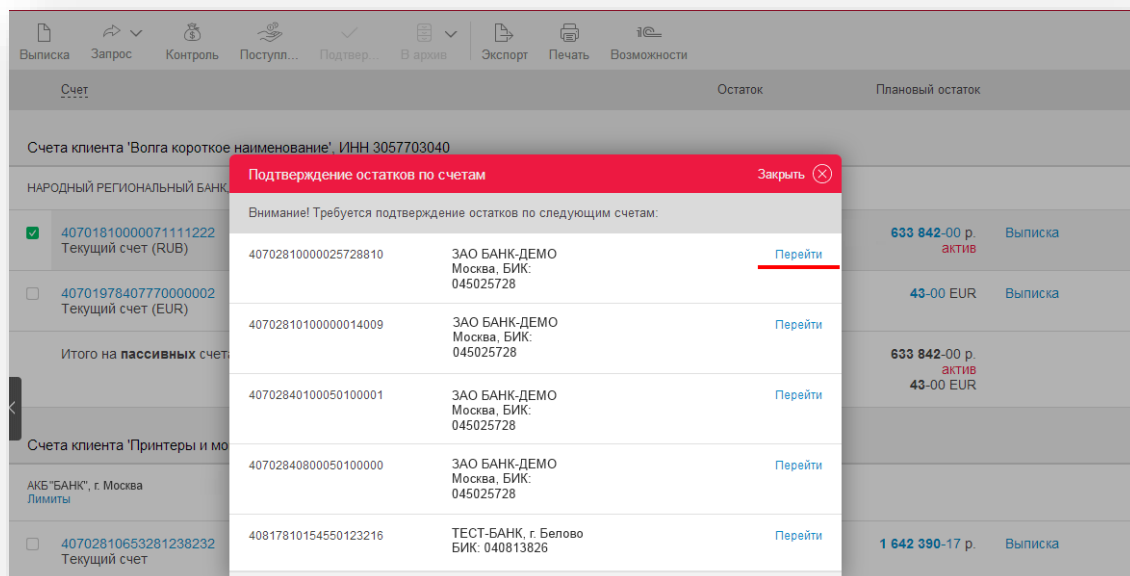 Выписка Запрос Контроль Поступл... Подтвер... В архив Экспорт Печать Возможности
Счет Остаток Плановый остаток
Счета клиента 'Волга короткое наименование', ИНН 3057703040
НАРОДНЫЙ РЕГИОНАЛЬНЫЙ БАНК
40701810000071111222 633 842-00 р. Выписка
Текущий счет (RUB) актив
40701978407770000002 43-00 EUR Выписка
Текущий счет (EUR)
Итого на пассивных счет 633 842-00 р.
актив
43-00 EUR
Счета клиента 'Принтеры и мо
АКБ "БАНК", г. Москва
Лимиты
40702810653281238232 1 642 390-17 р. Выписка
Текущий счет
Подтверждение остатков по счетам Закрыть
Внимание! Требуется подтверждение остатков по следующим счетам:
40702810000025728810 ЗАО БАНК-ДЕМО Перейти
Москва, БИК:
045025728
40702810100000014009 ЗАО БАНК-ДЕМО Перейти
Москва, БИК:
045025728
40702840100050100001 ЗАО БАНК-ДЕМО Перейти
Москва, БИК:
045025728
40702840800050100000 ЗАО БАНК-ДЕМО Перейти
Москва, БИК:
045025728
40817810154550123216 ТЕСТ-БАНК, г. Белово Перейти
БИК: 040813826